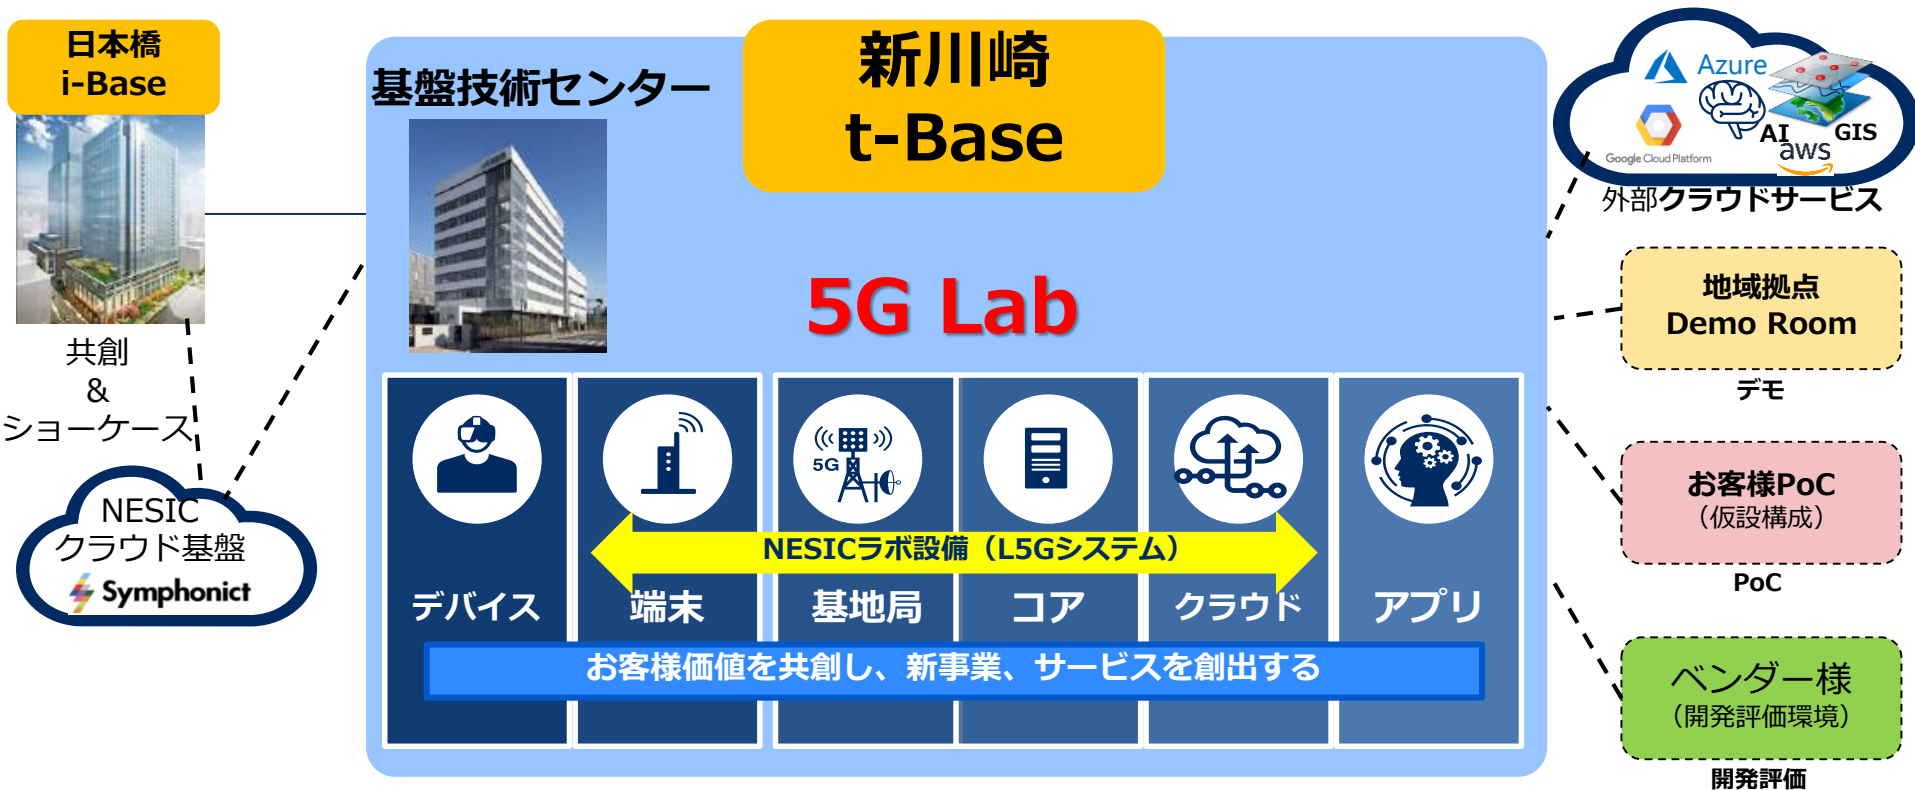 日本橋
i-Base
共創
&
ショーケース
NESIC
クラウド基盤
Symphonict
基盤技術センター
新川崎
t-Base
5G Lab
5G
NESICラボ設備（L5Gシステム）
デバイス
端末
基地局
コア
クラウド
アプリ
お客様価値を共創し、新事業、サービスを創出する
Azure
AI
GIS
Google Cloud Platform
aws
外部クラウドサービス
地域拠点
Demo Room
デモ
お客様PoC
（仮設構成）
PoC
ベンダー様
（開発評価環境）
開発評価